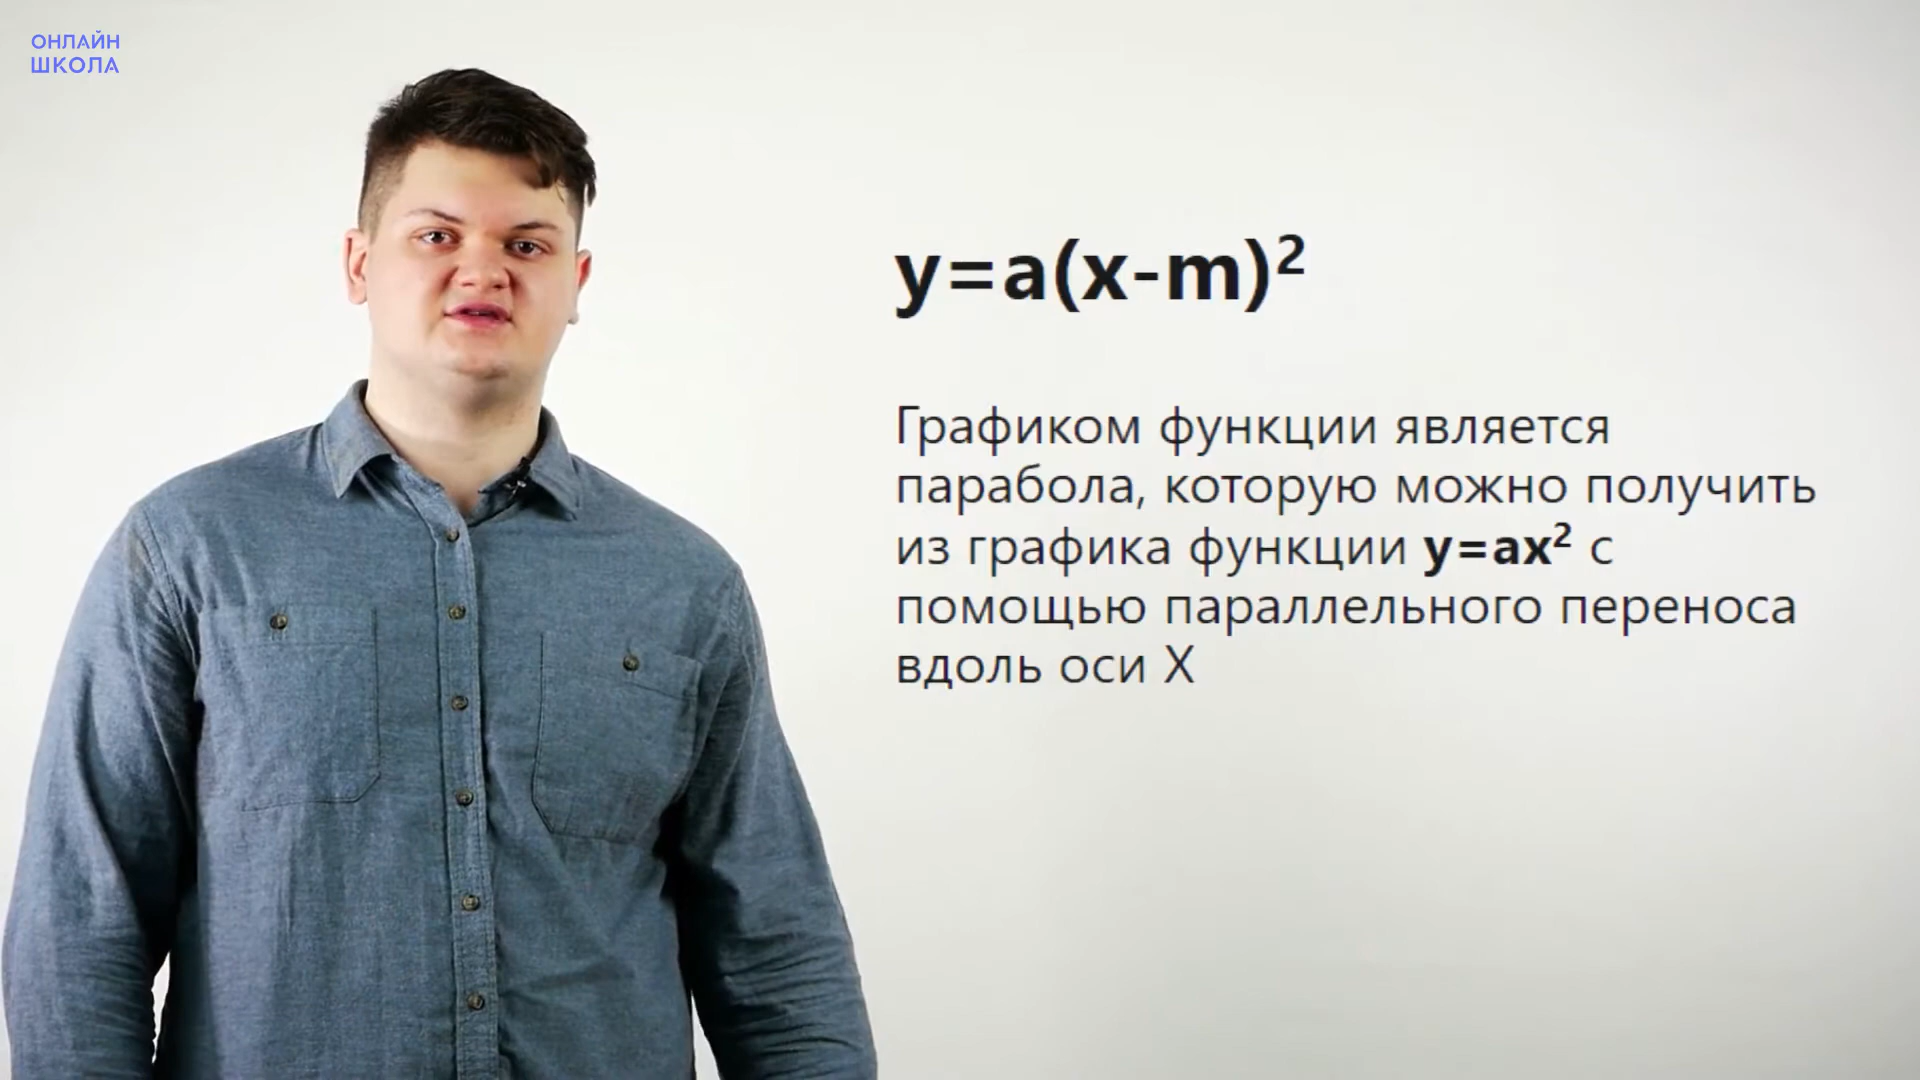 ОНЛАЙН
ШКОЛА
y=a(x-m)²
Графиком функции является
парабола, которую можно получить
из графика функции y=ax² с
помощью параллельного переноса
вдоль оси X